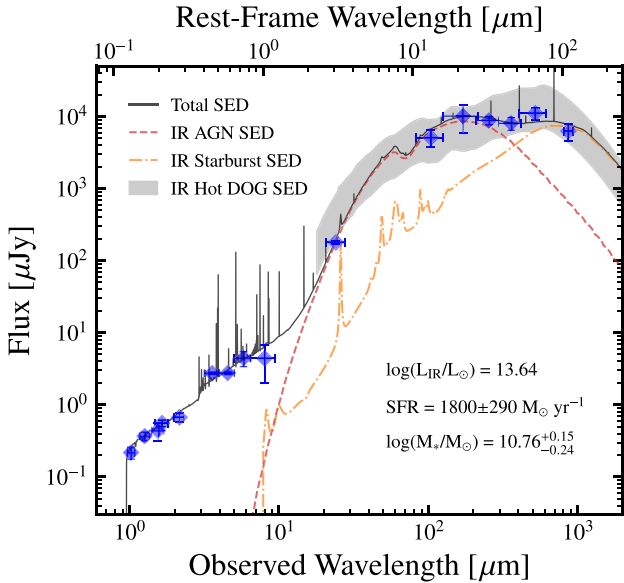 Rest-Frame Wavelength [μm]
10⁻¹ 10⁰ 10¹ 10²
Total SED
IR AGN SED
IR Starburst SED
IR Hot DOG SED
10⁴
10³
10²
10¹
10⁰
10⁻¹
Flux [μJy]
log(L_IR/L_⊙) = 13.64
SFR = 1800±290 M_⊙ yr⁻¹
log(M_*/M_⊙) = 10.76^{+0.15}_{-0.24}
10⁰ 10¹ 10² 10³
Observed Wavelength [μm]